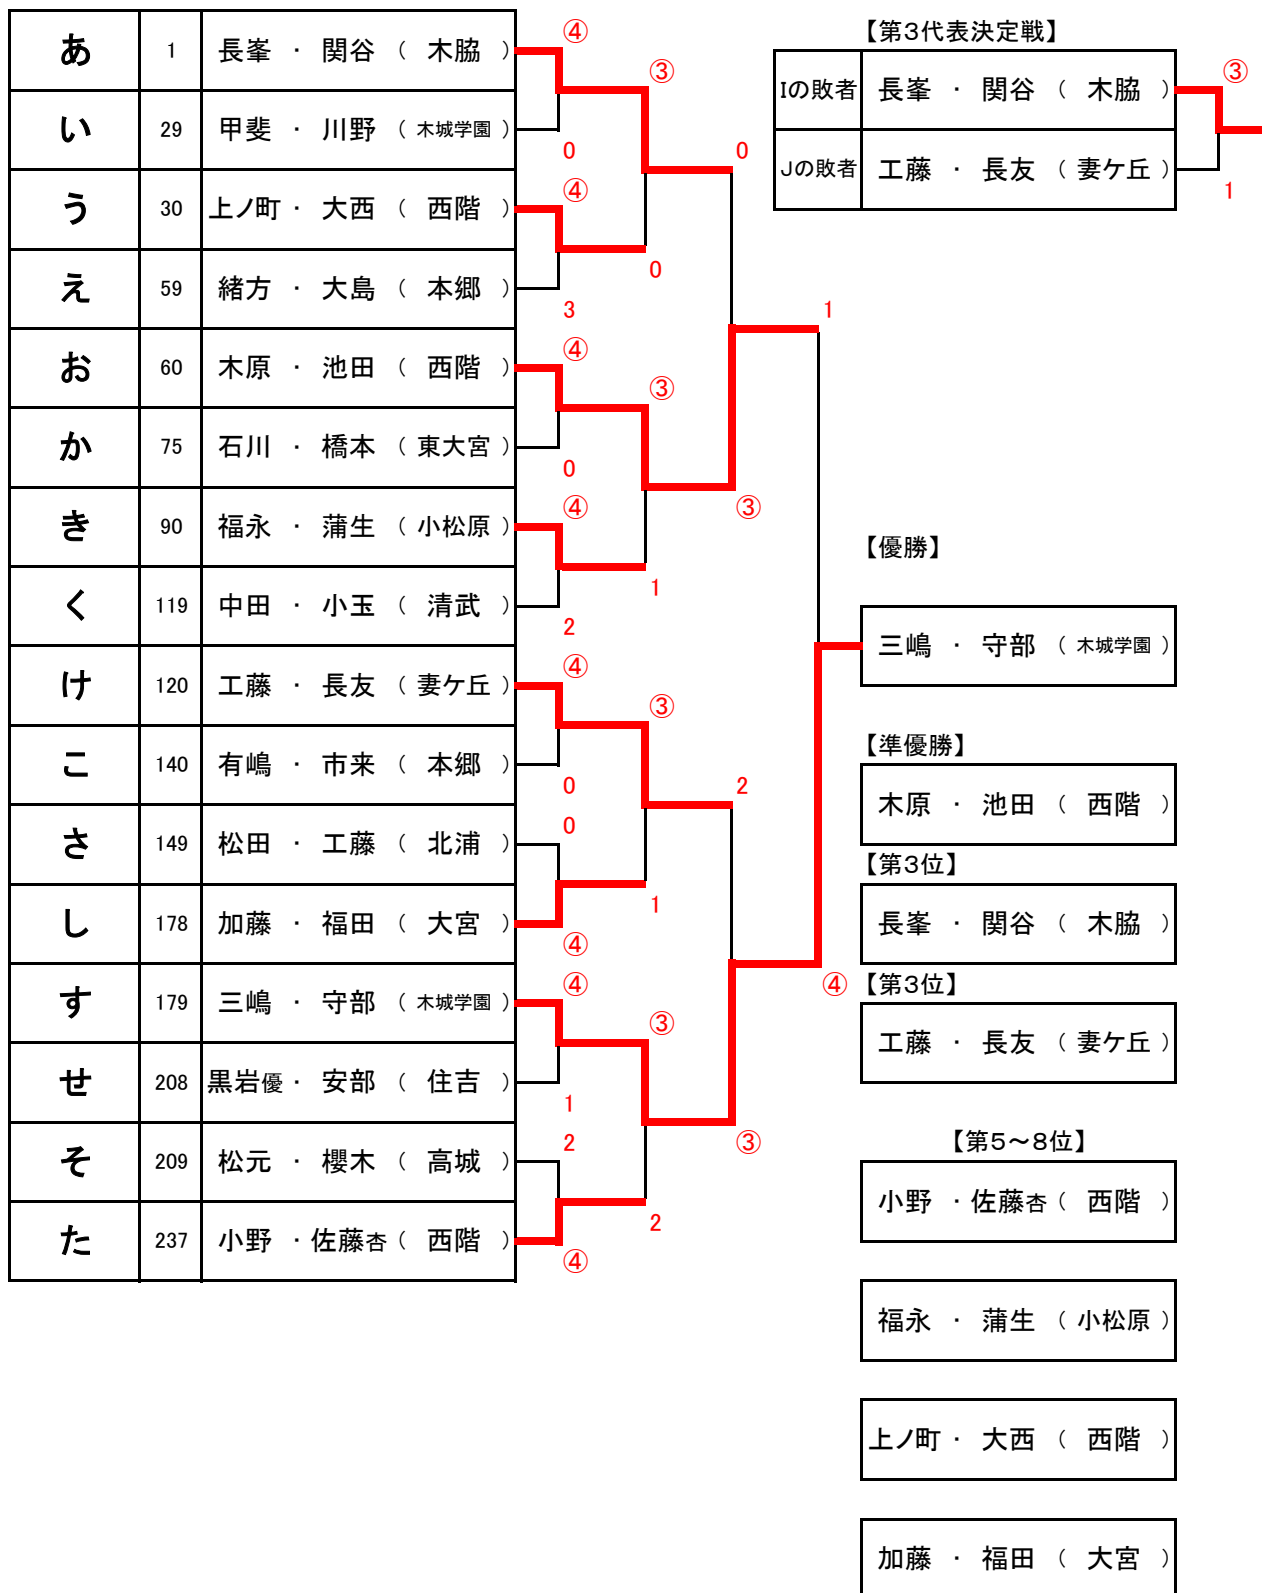 ④
【第3代表決定戦】
あ 1 長峯 ・ 関谷 （ 木脇 ）
③
③
Iの敗者 長峯 ・ 関谷 （ 木脇 ）
い 29 甲斐 ・ 川野 （ 木城学園 ）
0
0
Jの敗者 工藤 ・ 長友 （ 妻ケ丘 ）
④
1
う 30 上ノ町 ・ 大西 （ 西階 ）
0
え 59 緒方 ・ 大島 （ 本郷 ）
3
1
④
お 60 木原 ・ 池田 （ 西階 ）
③
か 75 石川 ・ 橋本 （ 東大宮 ）
0
④
③
き 90 福永 ・ 蒲生 （ 小松原 ）
【優勝】
1
く 119 中田 ・ 小玉 （ 清武 ）
2
三嶋 ・ 守部 （ 木城学園 ）
④
け 120 工藤 ・ 長友 （ 妻ケ丘 ）
③
【準優勝】
こ 140 有嶋 ・ 市来 （ 本郷 ）
0
2
木原 ・ 池田 （ 西階 ）
0
さ 149 松田 ・ 工藤 （ 北浦 ）
【第3位】
1
し 178 加藤 ・ 福田 （ 大宮 ）
長峯 ・ 関谷 （ 木脇 ）
④
④
④
【第3位】
す 179 三嶋 ・ 守部 （ 木城学園 ）
③
工藤 ・ 長友 （ 妻ケ丘 ）
せ 208 黒岩優 ・ 安部 （ 住吉 ）
1
2
③
【第5～8位】
そ 209 松元 ・ 櫻木 （ 高城 ）
小野 ・ 佐藤杏 （ 西階 ）
2
た 237 小野 ・ 佐藤杏 （ 西階 ）
④
福永 ・ 蒲生 （ 小松原 ）
上ノ町 ・ 大西 （ 西階 ）
加藤 ・ 福田 （ 大宮 ）